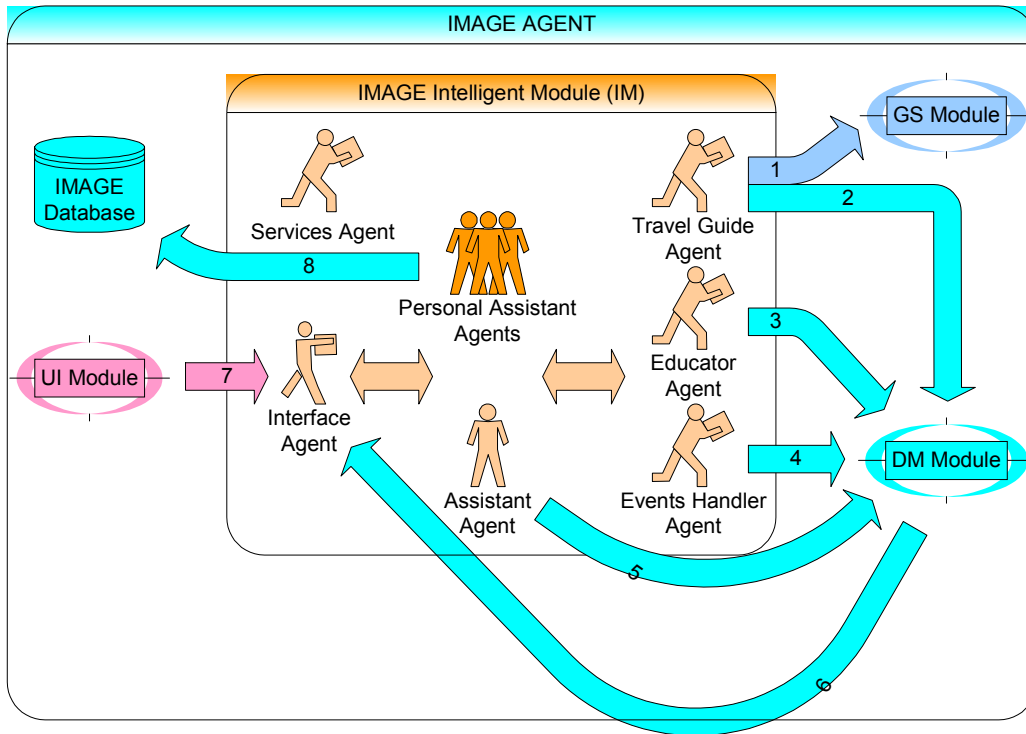 IMAGE AGENT
IMAGE Intelligent Module (IM)
GS Module
IMAGE
Database
Services Agent
Travel Guide
Agent
1
2
8
Personal Assistant
Agents
3
Educator
Agent
UI Module
7
Interface
Agent
Assistant
Agent
Events Handler
Agent
4
DM Module
5
6